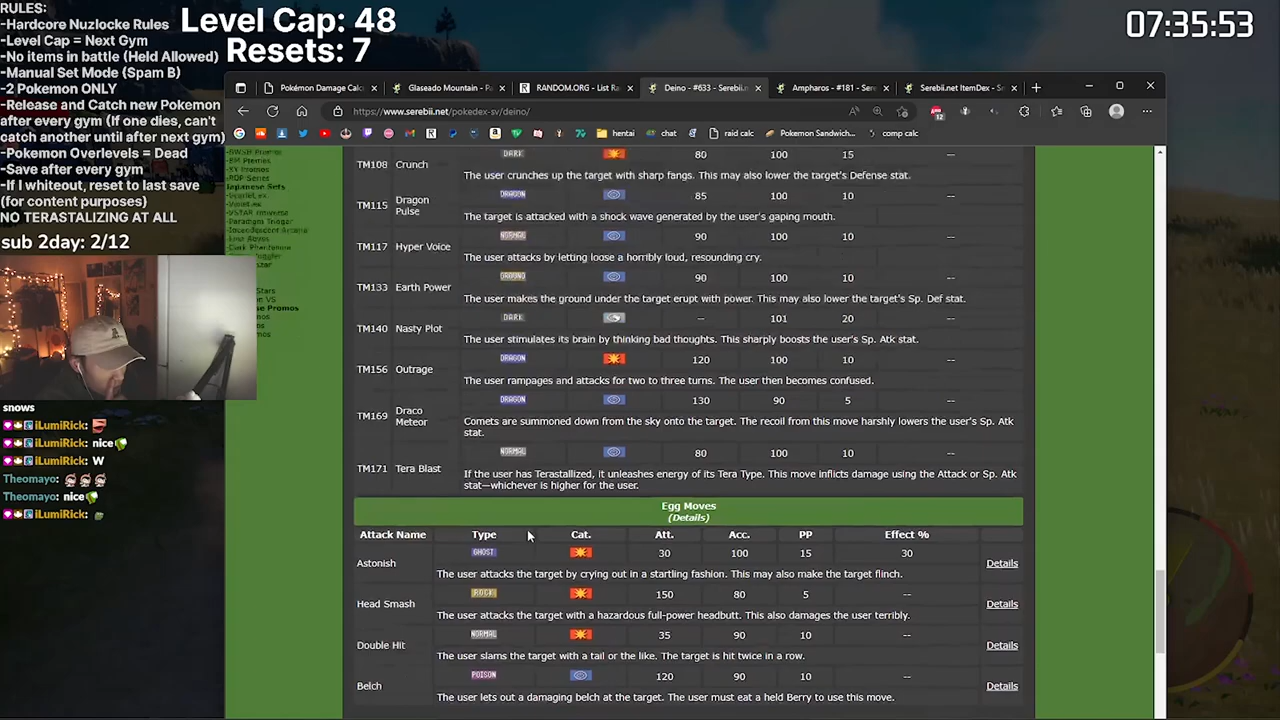 RULES:
-Hardcore Nuzlocke Rules
-Level Cap = Next Gym
-No items in battle (Held Allowed)
-Manual Set Mode (Spam B)
-2 Pokemon ONLY
-Release and Catch new Pokemon
after every gym (If one dies, can't
catch another until after next gym)
-Pokemon Overlevels = Dead
-Save after every gym
-If I whiteout, reset to last save
(for content purposes)
NO TERASTALIZING AT ALL
sub 2day: 2/12
Level Cap: 48
Resets: 7
07:35:53
Pokémon Damage Calc
Glaseado Mountain - Pa
RANDOM.ORG - List Ra
Deino - #633 - Serebii.n
Ampharos - #181 - Sere
Serebii.net ItemDex - Sr
https://www.serebii.net/pokedex-sv/deino/
hentai
chat
raid calc
Pokemon Sandwich...
comp calc
DARK 80 100 15 --
TM108 Crunch
The user crunches up the target with sharp fangs. This may also lower the target's Defense stat.
DRAGON 85 100 10 --
TM115 Dragon Pulse
The target is attacked with a shock wave generated by the user's gaping mouth.
NORMAL 90 100 10 --
TM117 Hyper Voice
The user attacks by letting loose a horribly loud, resounding cry.
GROUND 90 100 10 --
TM133 Earth Power
The user makes the ground under the target erupt with power. This may also lower the target's Sp. Def stat.
DARK -- 101 20 --
TM140 Nasty Plot
The user stimulates its brain by thinking bad thoughts. This sharply boosts the user's Sp. Atk stat.
DRAGON 120 100 10 --
TM156 Outrage
The user rampages and attacks for two to three turns. The user then becomes confused.
DRAGON 130 90 5 --
TM169 Draco Meteor
Comets are summoned down from the sky onto the target. The recoil from this move harshly lowers the user's Sp. Atk
stat.
NORMAL 80 100 10 --
TM171 Tera Blast
If the user has Terastallized, it unleashes energy of its Tera Type. This move inflicts damage using the Attack or Sp. Atk
stat—whichever is higher for the user.
Egg Moves
(Details)
Attack Name Type Cat. Att. Acc. PP Effect %
GHOST 30 100 15 30
Astonish Details
The user attacks the target by crying out in a startling fashion. This may also make the target flinch.
ROCK 150 80 5 --
Head Smash Details
The user attacks the target with a hazardous full-power headbutt. This also damages the user terribly.
NORMAL 35 90 10 --
Double Hit Details
The user slams the target with a tail or the like. The target is hit twice in a row.
POISON 120 90 10 --
Belch Details
The user lets out a damaging belch at the target. The user must eat a held Berry to use this move.
snows
iLumiRick:
iLumiRick: nice
iLumiRick: W
Theomayo:
Theomayo: nice
iLumiRick: